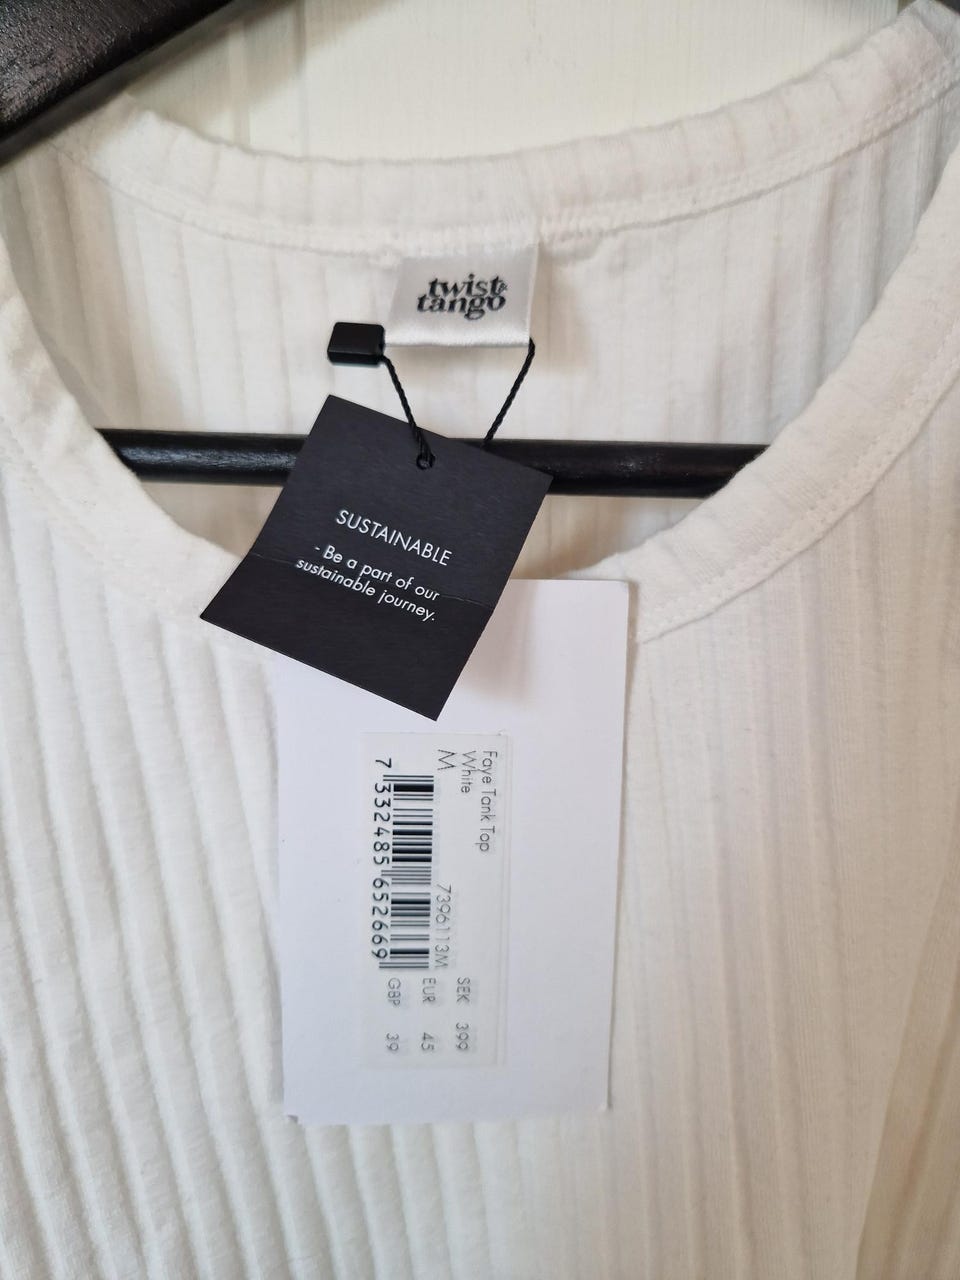 twist&
tango
SUSTAINABLE
- Be a part of our
sustainable journey.
Faye Tank Top
White
M
7396113M
7 332485 652669
SEK 399
EUR 45
GBP 39